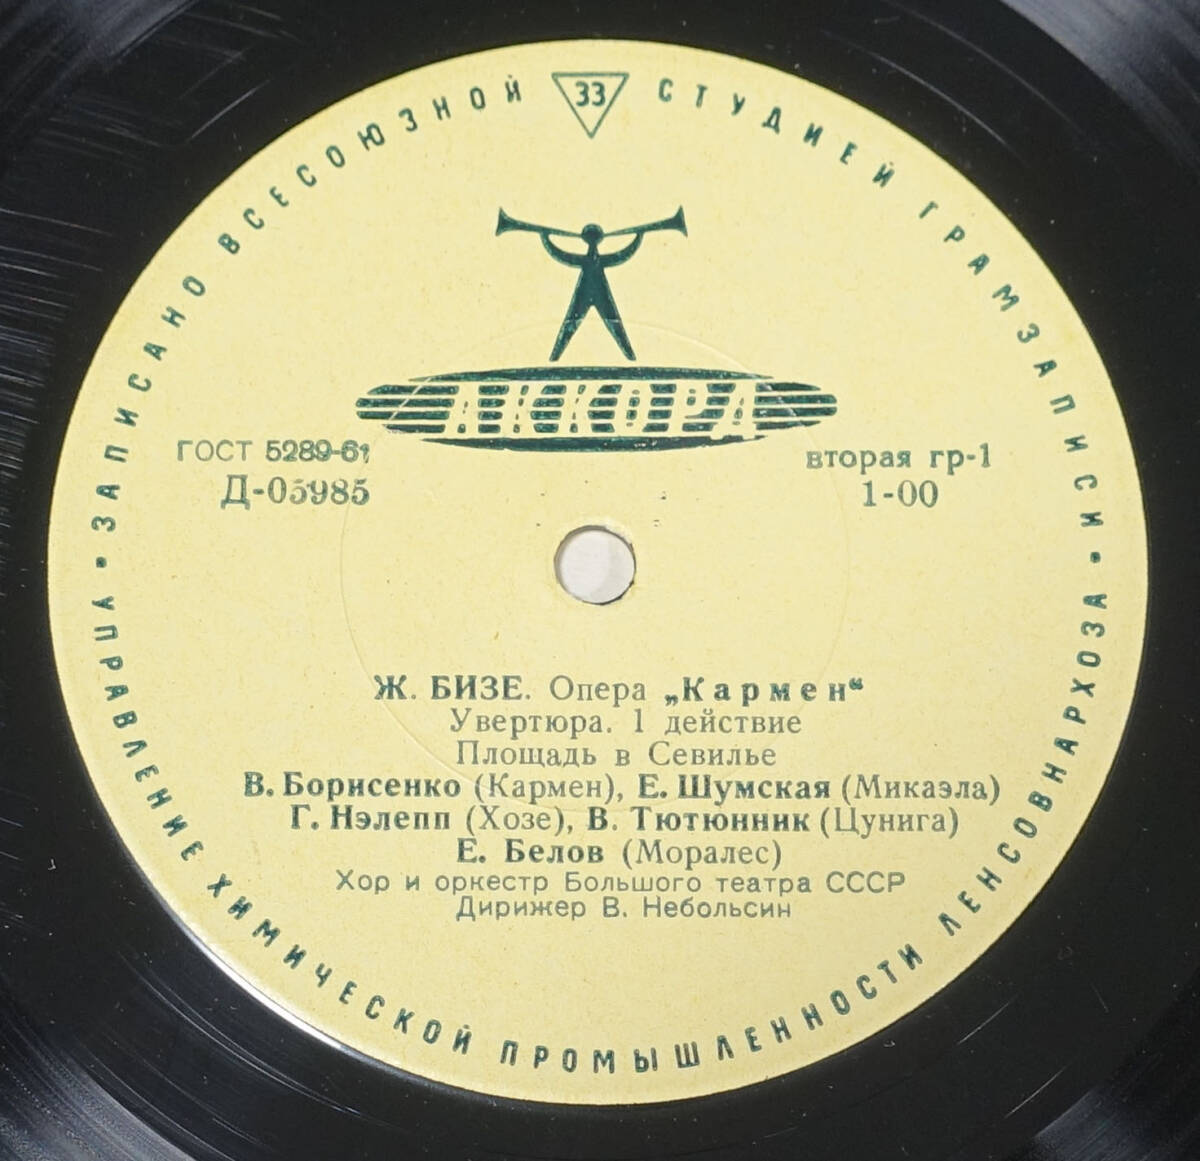 ЗАПИСАНО ВСЕСОЮЗНОЙ 33 СТУДИЕЙ ГРАМЗАПИСИ
АККОРД
ГОСТ 5289-61
Д-05985
вторая гр-1
1-00
Ж. БИЗЕ. Опера „Кармен“
Увертюра. 1 действие
Площадь в Севилье
В. Борисенко (Кармен), Е. Шумская (Микаэла)
Г. Нэлепп (Хозе), В. Тютюнник (Цунига)
Е. Белов (Моралес)
Хор и оркестр Большого театра СССР
Дирижер В. Небольсин
• УПРАВЛЕНИЕ ХИМИЧЕСКОЙ ПРОМЫШЛЕННОСТИ ЛЕНСОВНАРХОЗА •